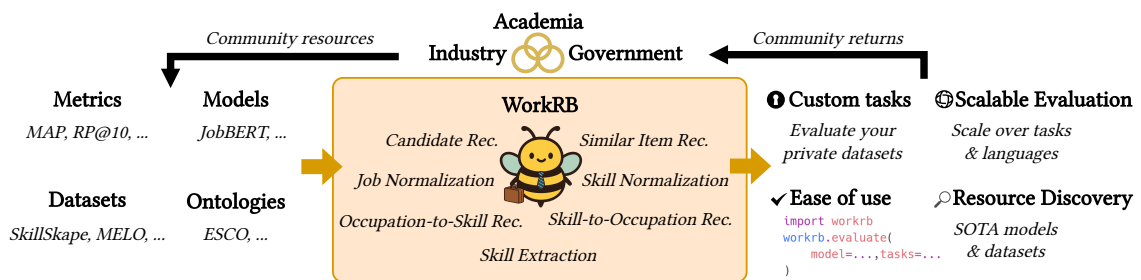 Academia
Industry
Government
Community resources
Community returns
Metrics
MAP, RP@10, ...
Models
JobBERT, ...
Datasets
SkillSkape, MELO, ...
Ontologies
ESCO, ...
WorkRB
Candidate Rec.
Similar Item Rec.
Job Normalization
Skill Normalization
Occupation-to-Skill Rec.
Skill-to-Occupation Rec.
Skill Extraction
Custom tasks
Evaluate your
private datasets
Scalable Evaluation
Scale over tasks
& languages
Ease of use
import workrb
workrb.evaluate(
model=...,tasks=...
)
Resource Discovery
SOTA models
& datasets